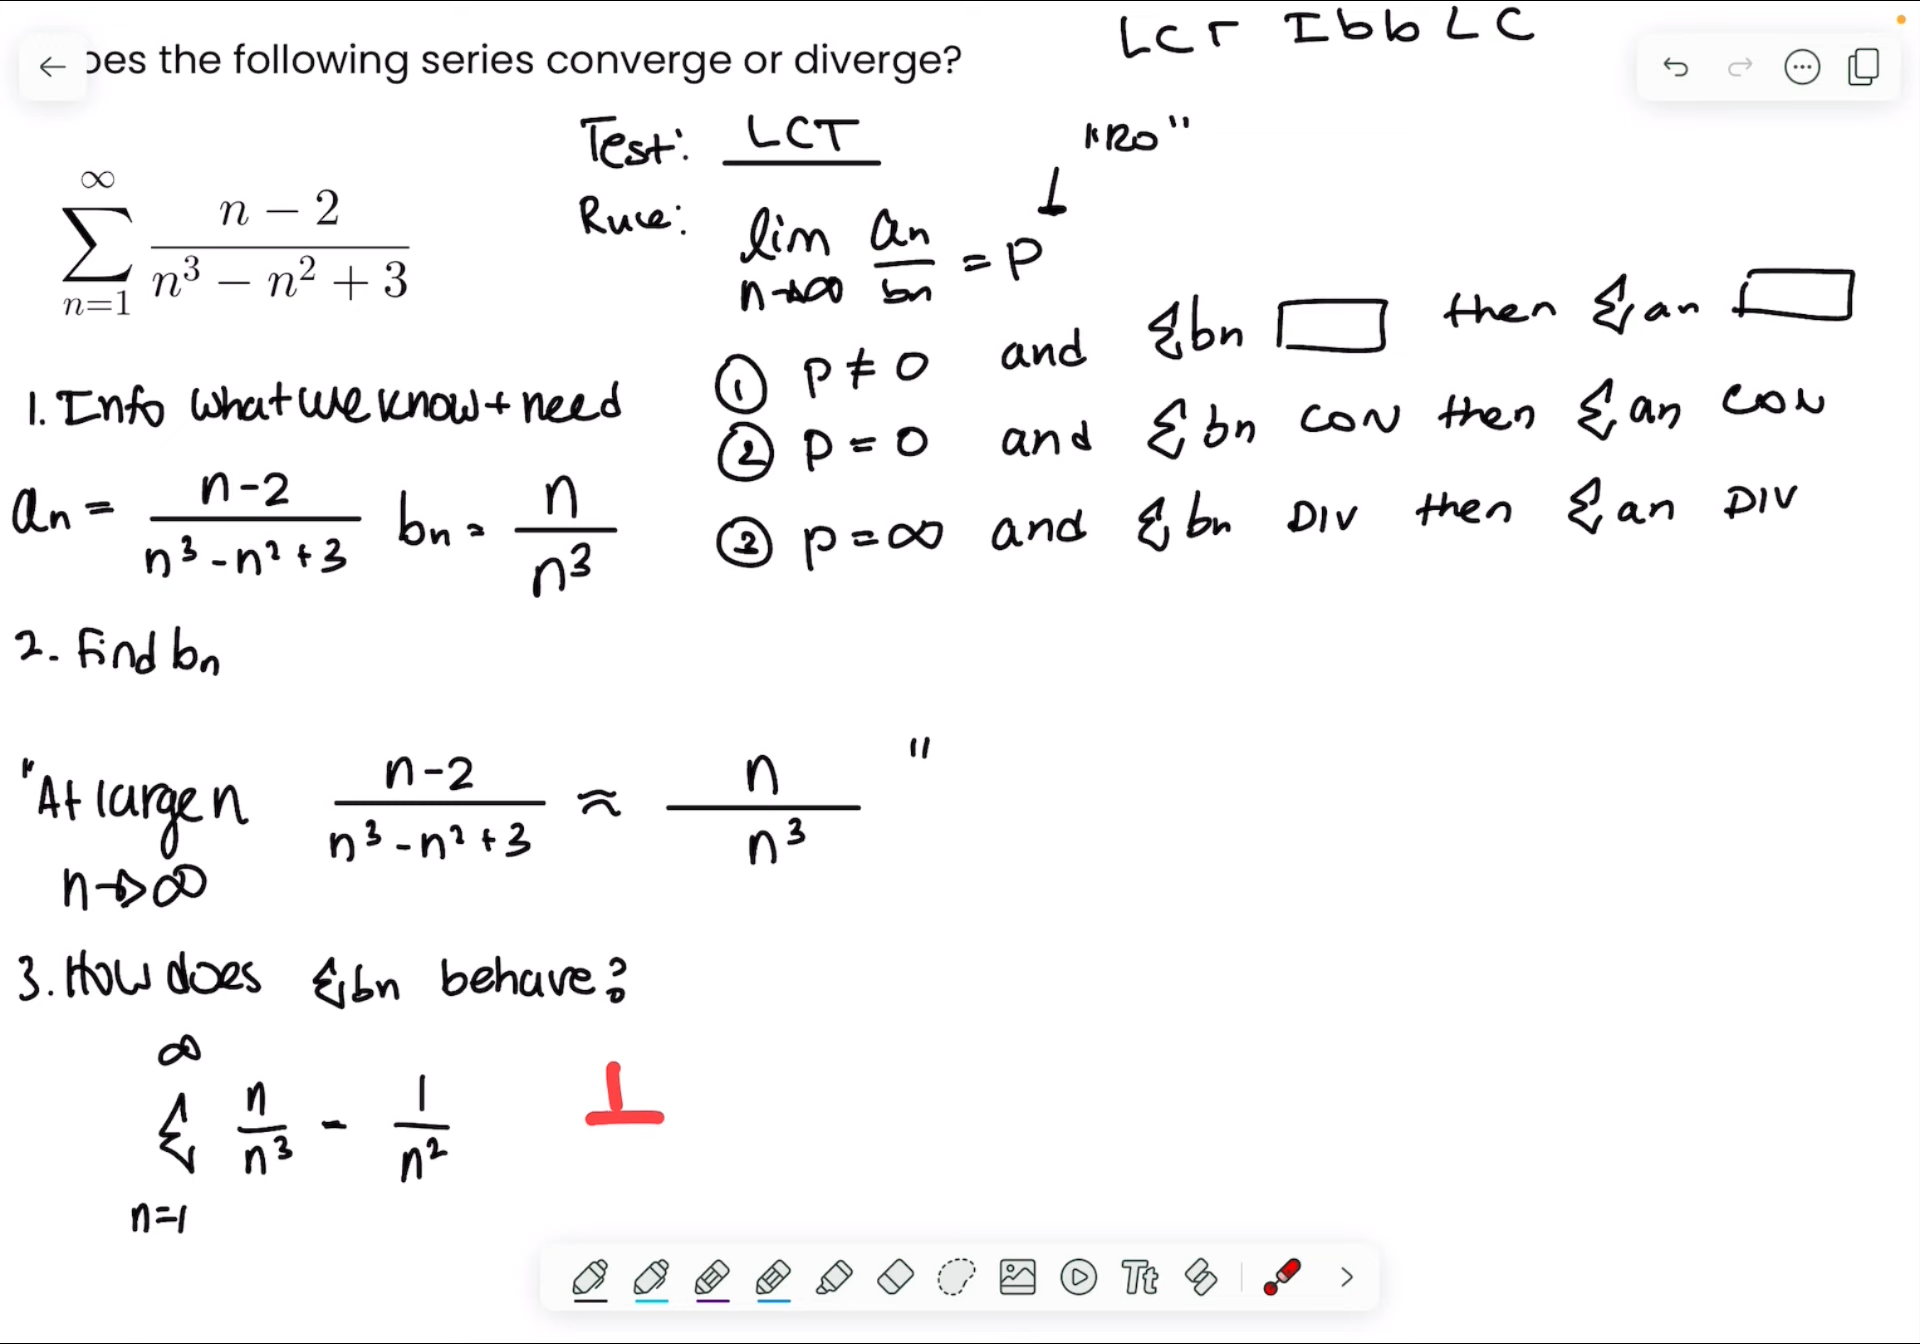 LCT IbbLC
oes the following series converge or diverge?
Test: LCT
"RO"
∞
∑ n − 2 / n³ − n² + 3
n=1
Rule: lim an/bn = P
n→∞
① P ≠ 0 and Σbn ▭ then Σan ▭
② P = 0 and Σbn CON then Σan CON
③ P = ∞ and Σbn DIV then Σan DIV
1. Info what we know + need
an = n-2 / n³-n²+3 bn = n / n³
2. Find bn
"At large n n-2 / n³-n²+3 ≈ n / n³ "
n→∞
3. How does Σbn behave?
∞
Σ n/n³ - 1/n²
n=1
Tt